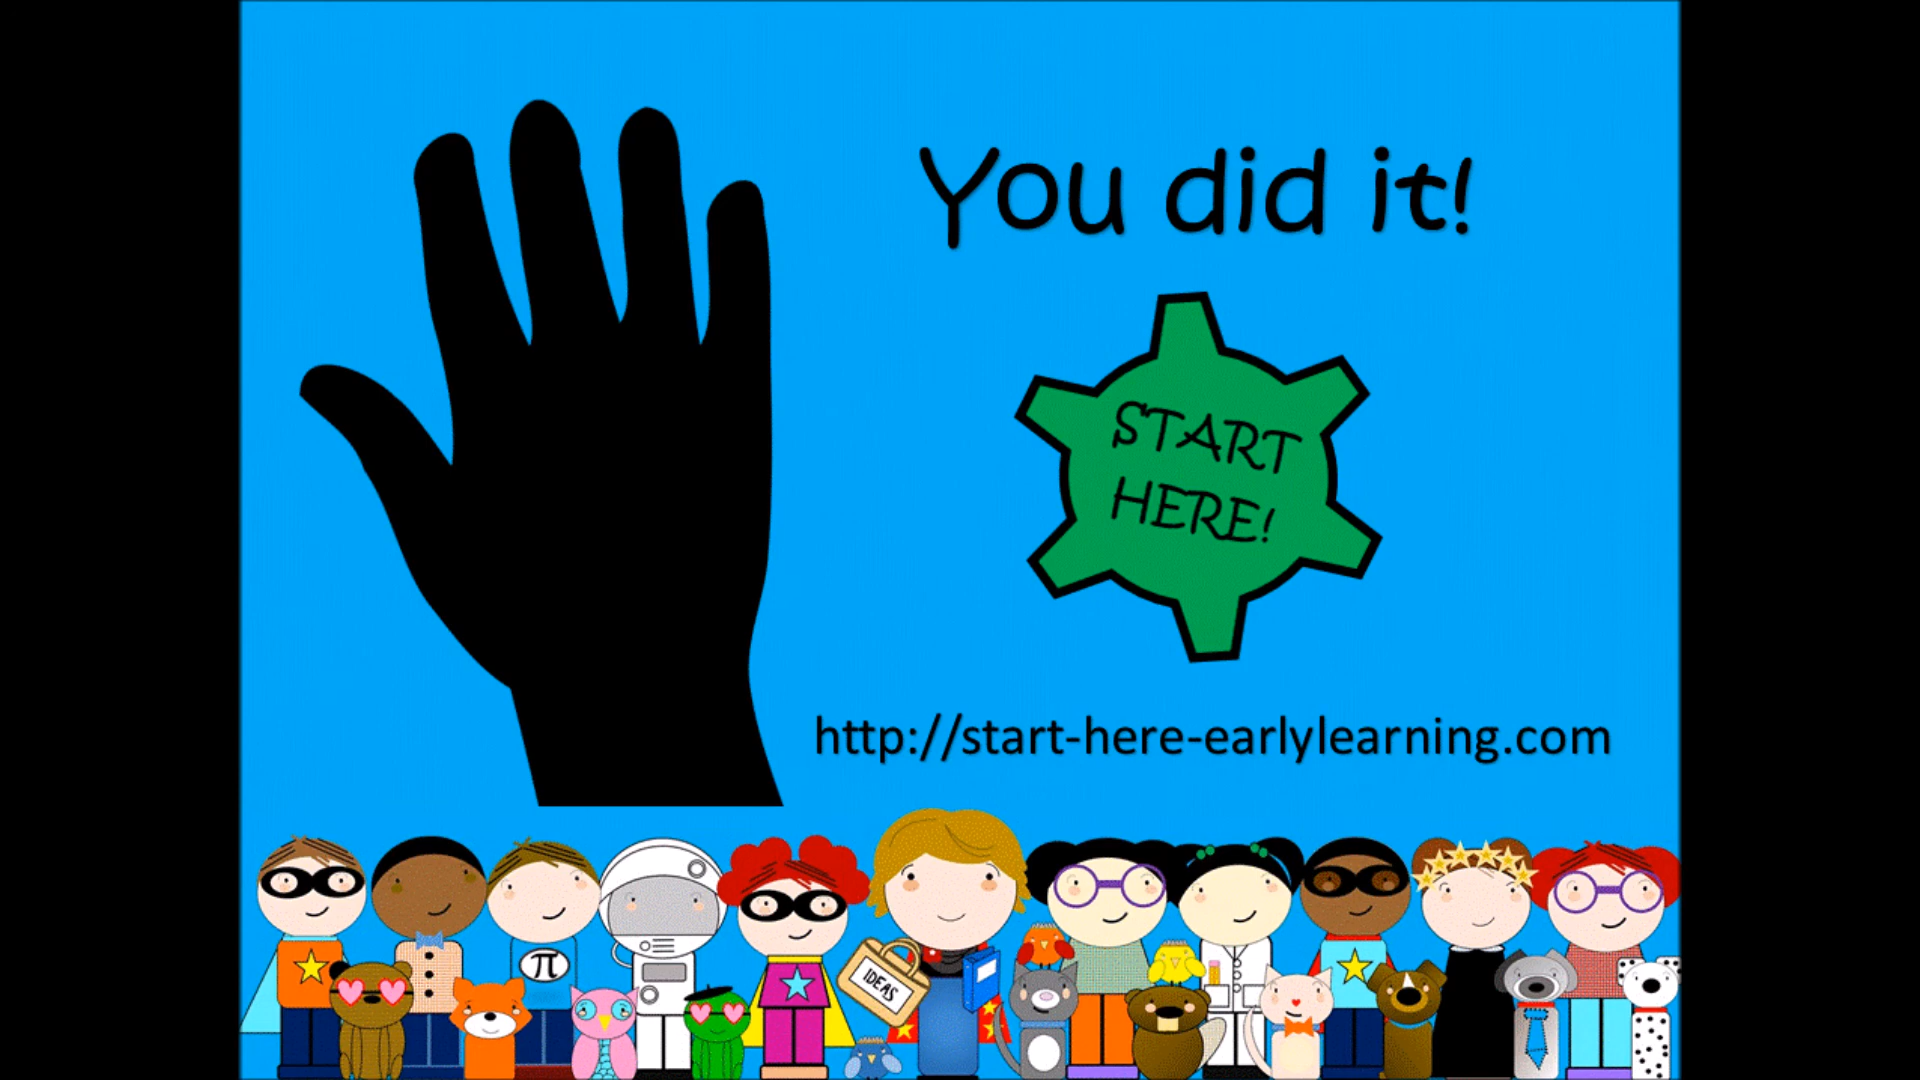 You did it!
START
HERE!
http://start-here-earlylearning.com
π
IDEAS